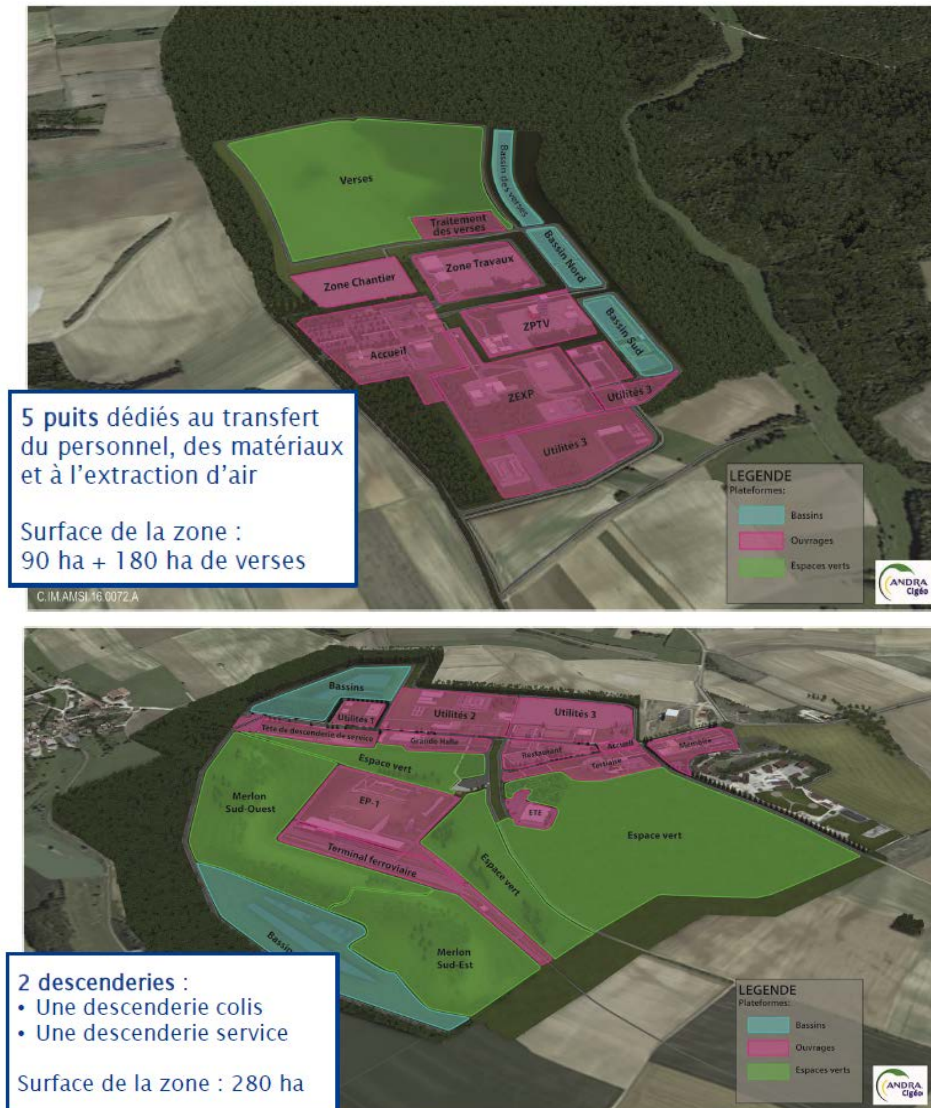 Verses
Bassin des verses
Traitement
des verses
Bassin Nord
Zone Travaux
Zone Chantier
Bassin Sud
ZPTV
Accueil
ZEXP
Utilités 3
Utilités 3
5 puits dédiés au transfert
du personnel, des matériaux
et à l'extraction d'air
Surface de la zone :
90 ha + 180 ha de verses
C.IM.AMSI.16.0072.A
LEGENDE
Plateformes:
Bassins
Ouvrages
Espaces verts
ANDRA
Cigéo
Bassins
Utilités 1
Utilités 2
Utilités 3
Tête de descenderie de service
Grande Halle
Restaurant
Accueil
Mémoire
Tertiaire
Espace vert
Merlon
Sud-Ouest
EP-1
ETE
Espace vert
Terminal ferroviaire
Espace vert
Merlon
Sud-Est
Bassin
2 descenderies :
• Une descenderie colis
• Une descenderie service
Surface de la zone : 280 ha
LEGENDE
Plateformes:
Bassins
Ouvrages
Espaces verts
ANDRA
Cigéo